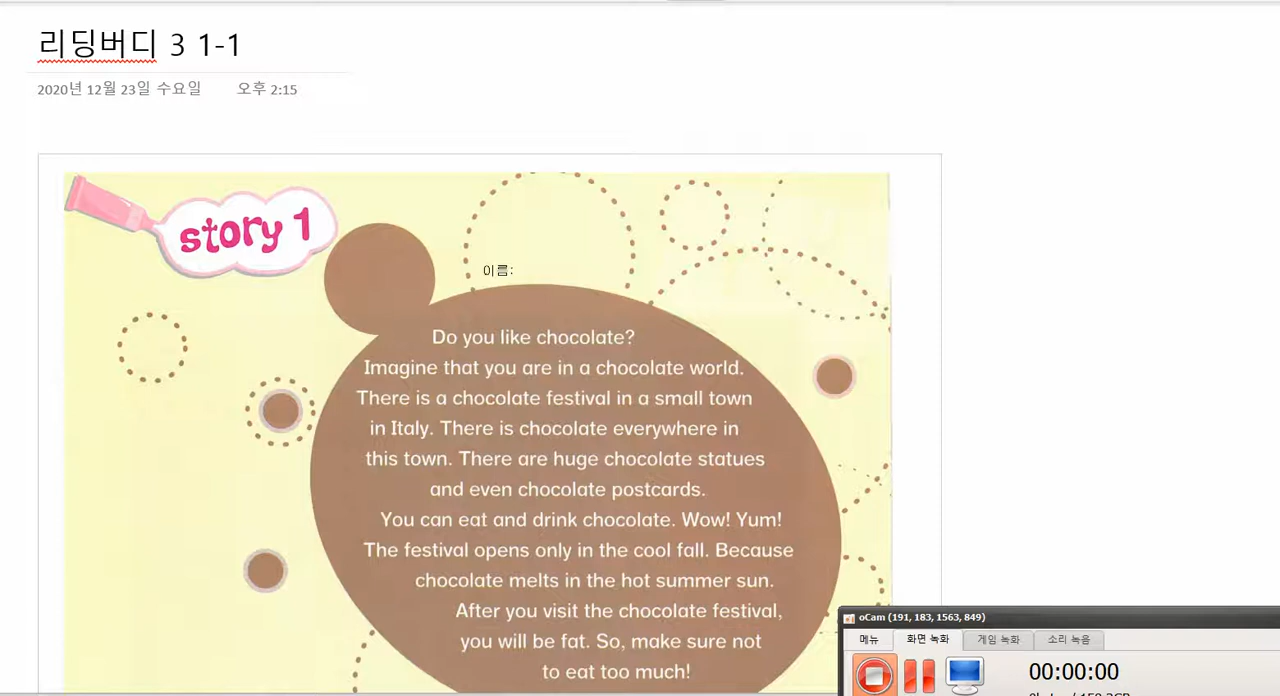 리딩버디 3 1-1
2020년 12월 23일 수요일 오후 2:15
story 1
이름:
Do you like chocolate?
Imagine that you are in a chocolate world.
There is a chocolate festival in a small town
in Italy. There is chocolate everywhere in
this town. There are huge chocolate statues
and even chocolate postcards.
You can eat and drink chocolate. Wow! Yum!
The festival opens only in the cool fall. Because
chocolate melts in the hot summer sun.
After you visit the chocolate festival,
you will be fat. So, make sure not
to eat too much!
oCam (191, 183, 1563, 849)
메뉴 화면 녹화 게임 녹화 소리 녹음
00:00:00